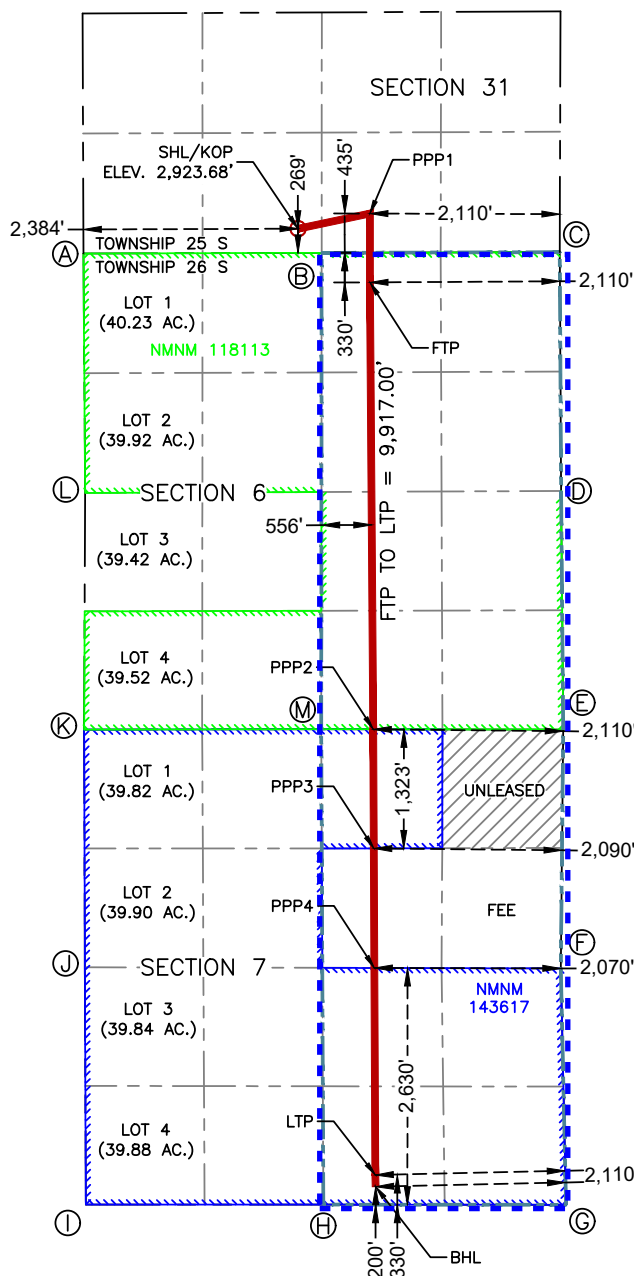 SECTION 31
SHL/KOP
ELEV. 2,923.68'
269'
435'
PPP1
2,384'
2,110'
C
A
TOWNSHIP 25 S
TOWNSHIP 26 S
B
2,110'
330'
FTP
LOT 1
(40.23 AC.)
NMNM 118113
LOT 2
(39.92 AC.)
FTP TO LTP = 9,917.00'
L
SECTION 6
D
556'
LOT 3
(39.42 AC.)
LOT 4
(39.52 AC.)
PPP2
M
E
K
2,110'
LOT 1
(39.82 AC.)
PPP3
1,323'
UNLEASED
2,090'
LOT 2
(39.90 AC.)
PPP4
FEE
F
J
SECTION 7
2,070'
NMNM
143617
LOT 3
(39.84 AC.)
2,630'
LOT 4
(39.88 AC.)
LTP
2,110
I
H
G
200'
330'
BHL